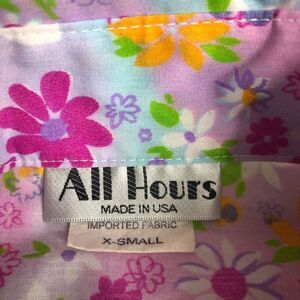 All Hours
MADE IN USA
IMPORTED FABRIC
X-SMALL